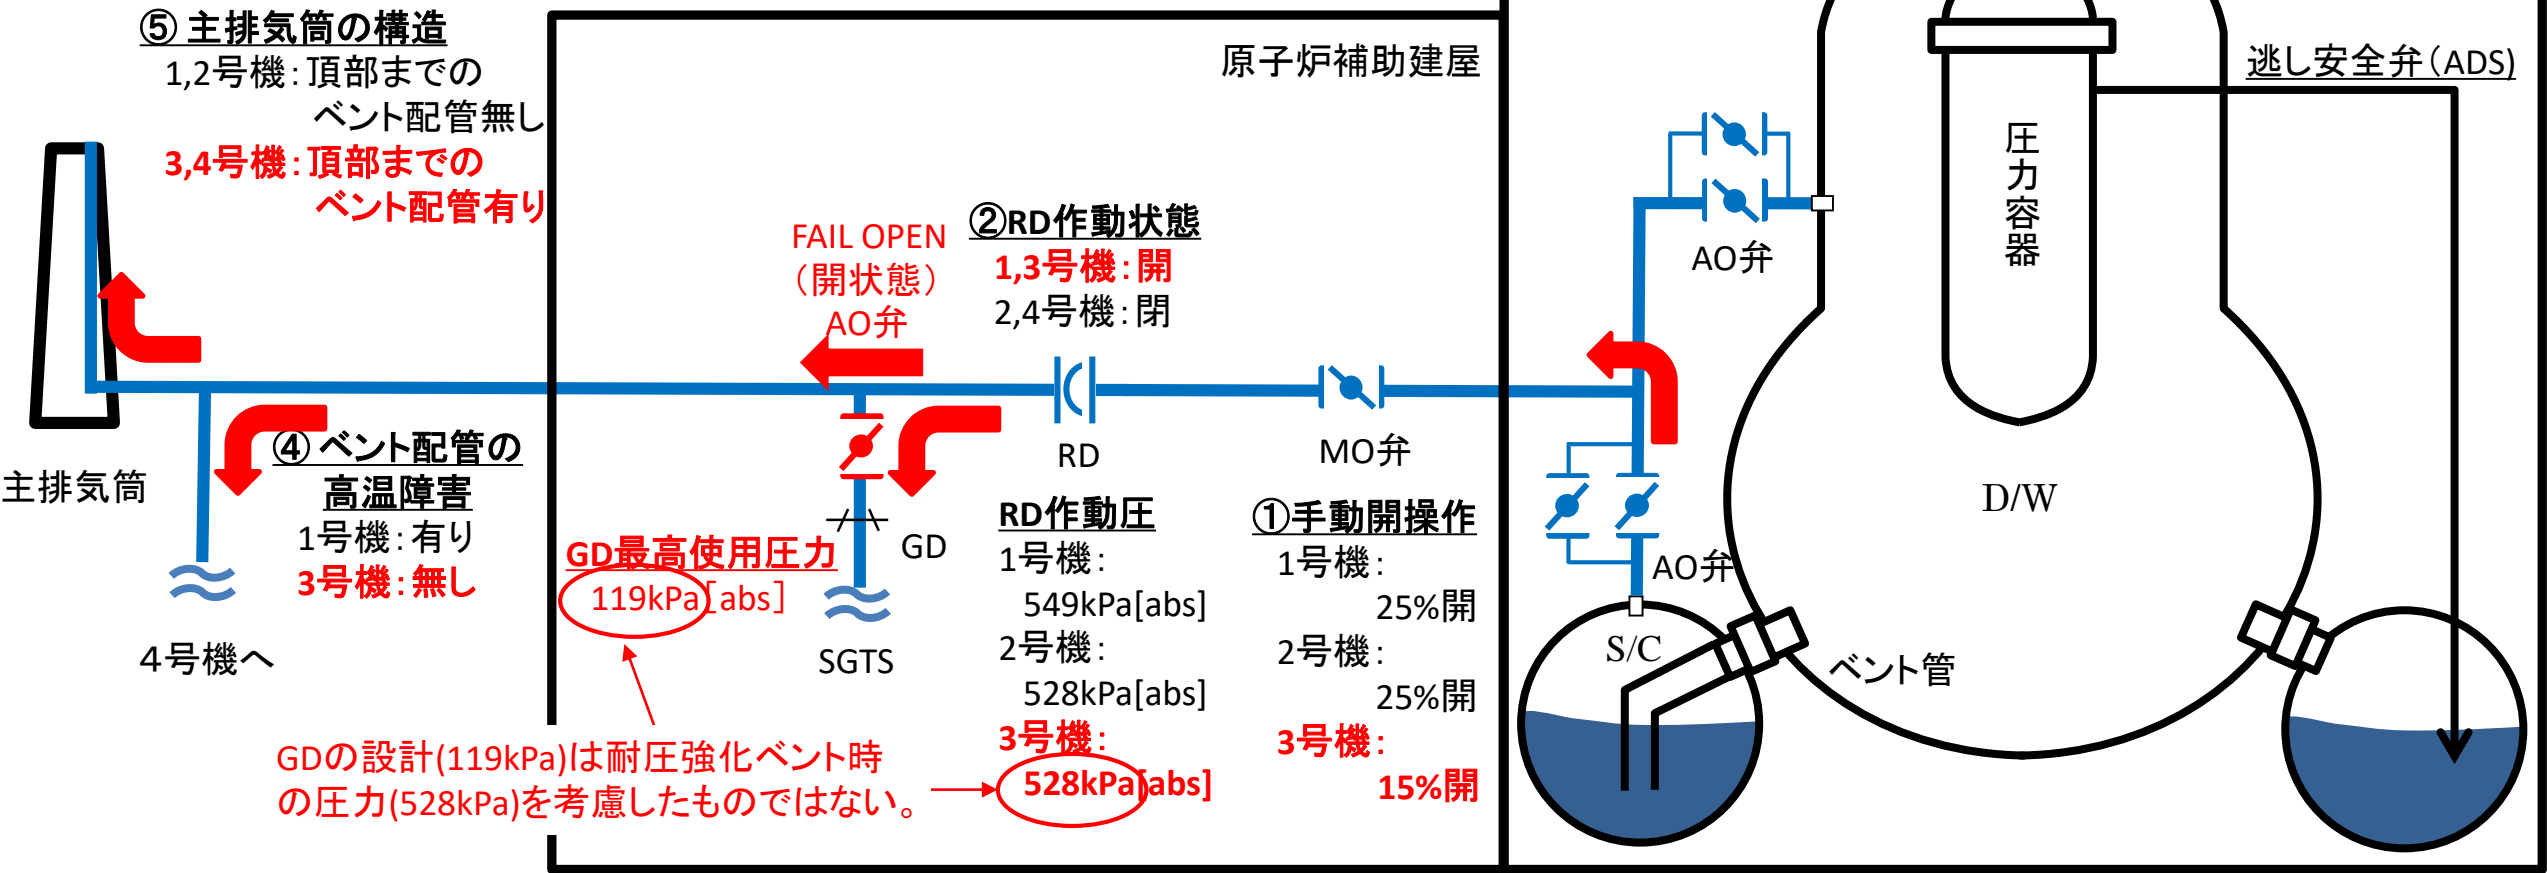 ⑤ 主排気筒の構造
1,2号機：頂部までの
ベント配管無し
3,4号機：頂部までの
ベント配管有り
主排気筒
④ ベント配管の
高温障害
1号機：有り
3号機：無し
4号機へ
原子炉補助建屋
FAIL OPEN
（開状態）
AO弁
②RD作動状態
1,3号機：開
2,4号機：閉
RD
MO弁
GD
SGTS
GD最高使用圧力
119kPa[abs]
RD作動圧
1号機：
549kPa[abs]
2号機：
528kPa[abs]
3号機：
528kPa[abs]
①手動開操作
1号機：
25%開
2号機：
25%開
3号機：
15%開
GDの設計(119kPa)は耐圧強化ベント時
の圧力(528kPa)を考慮したものではない。
逃し安全弁（ADS)
圧力容器
AO弁
D/W
AO弁
S/C
ベント管